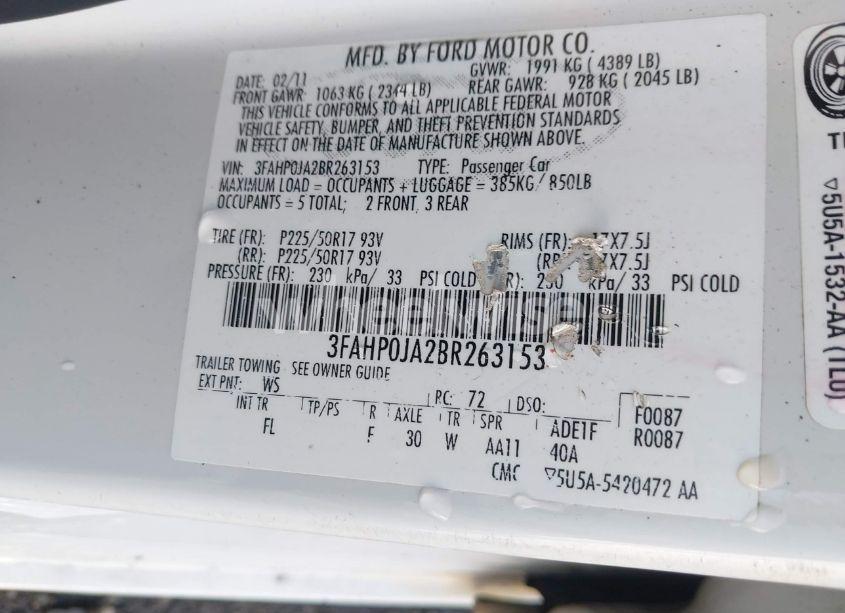 MFD. BY FORD MOTOR CO.
DATE: 02/11 GVWR: 1991 KG ( 4389 LB)
FRONT GAWR: 1063 KG ( 2344 LB) REAR GAWR: 928 KG ( 2045 LB)
THIS VEHICLE CONFORMS TO ALL APPLICABLE FEDERAL MOTOR
VEHICLE SAFETY, BUMPER, AND THEFT PREVENTION STANDARDS
IN EFFECT ON THE DATE OF MANUFACTURE SHOWN ABOVE.
VIN: 3FAHP0JA2BR263153 TYPE: Passenger Car
MAXIMUM LOAD = OCCUPANTS + LUGGAGE = 385KG / 850LB
OCCUPANTS = 5 TOTAL; 2 FRONT, 3 REAR
TIRE (FR): P225/50R17 93V RIMS (FR): 17X7.5J
(RR): P225/50R17 93V X7.5J
PRESSURE (FR): 230 kPa/ 33 PSI COLD kPa/ 33 PSI COLD
3FAHP0JA2BR263153
TRAILER TOWING SEE OWNER GUIDE
EXT PNT: WS PC: 72 DSO:
INT TR TP/PS R AXLE TR SPR F0087
FL F 30 W AA11 ADE1F R0087
40A
CMC 5U5A-5420472 AA
5U5A-1532-AA (TL0)